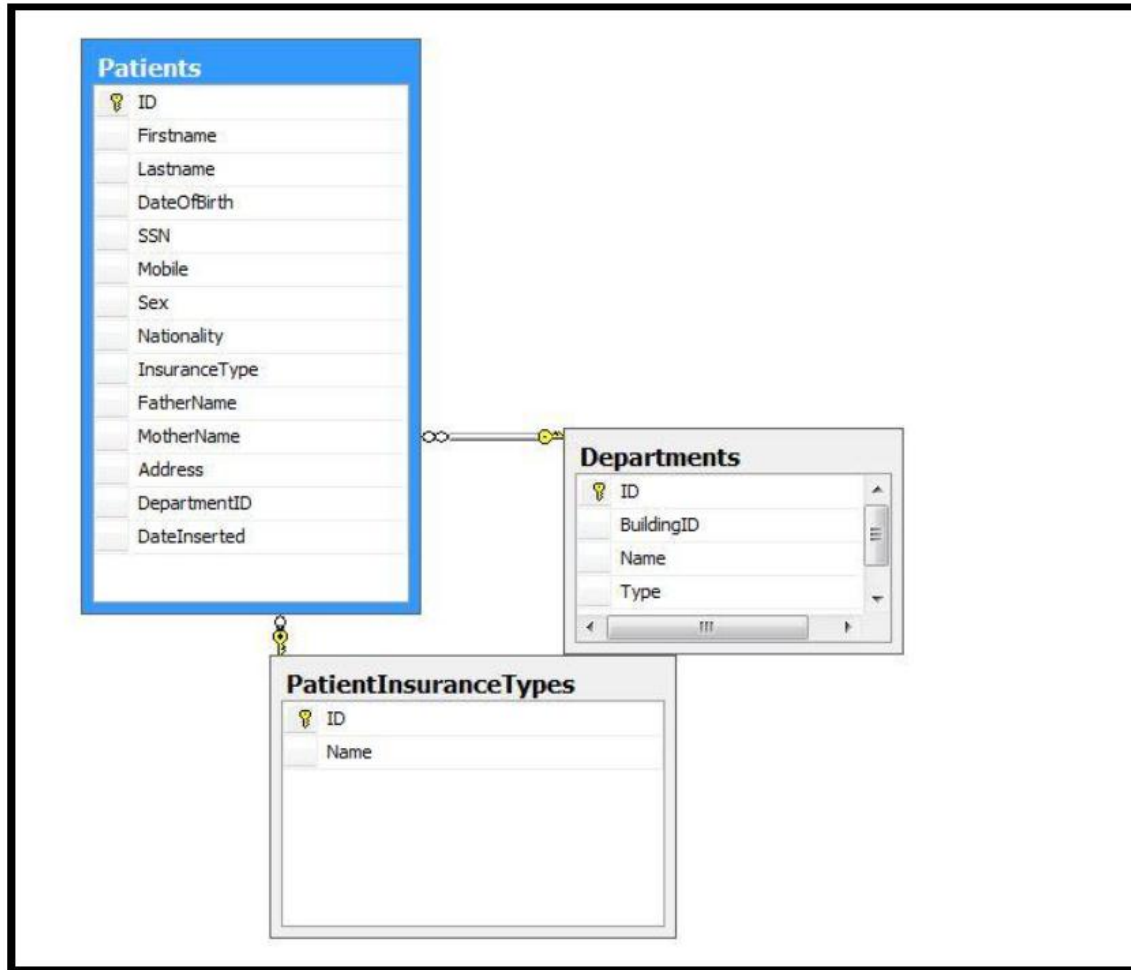 Patients
ID
Firstname
Lastname
DateOfBirth
SSN
Mobile
Sex
Nationality
InsuranceType
FatherName
MotherName
Address
DepartmentID
DateInserted
Departments
ID
BuildingID
Name
Type
PatientInsuranceTypes
ID
Name